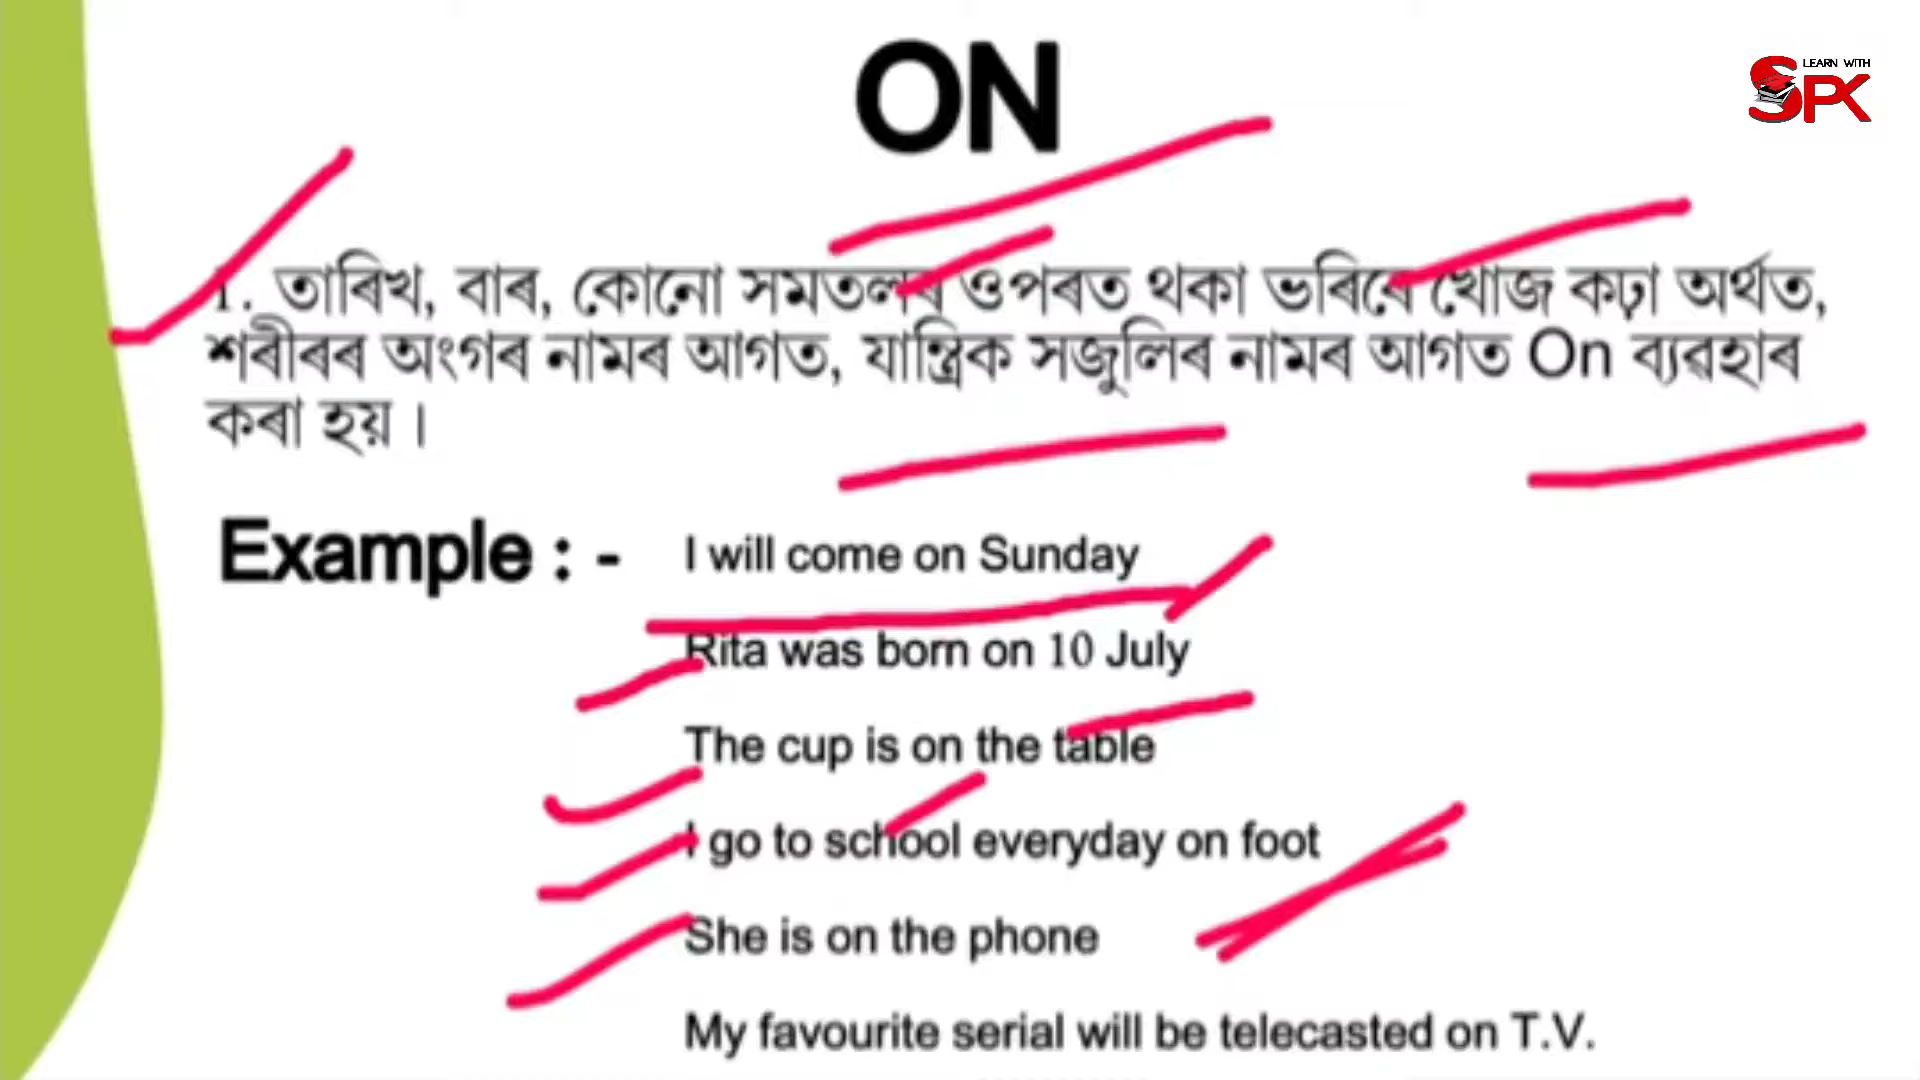 ON
LEARN WITH
SPK
1. তাৰিখ, বাৰ, কোনো সমতলৰ ওপৰত থকা ভৰিৰে খোজ কঢ়া অৰ্থত,
শৰীৰৰ অংগৰ নামৰ আগত, যান্ত্ৰিক সজুলিৰ নামৰ আগত On ব্যৱহাৰ
কৰা হয় ।
Example : - I will come on Sunday
Rita was born on 10 July
The cup is on the table
I go to school everyday on foot
She is on the phone
My favourite serial will be telecasted on T.V.